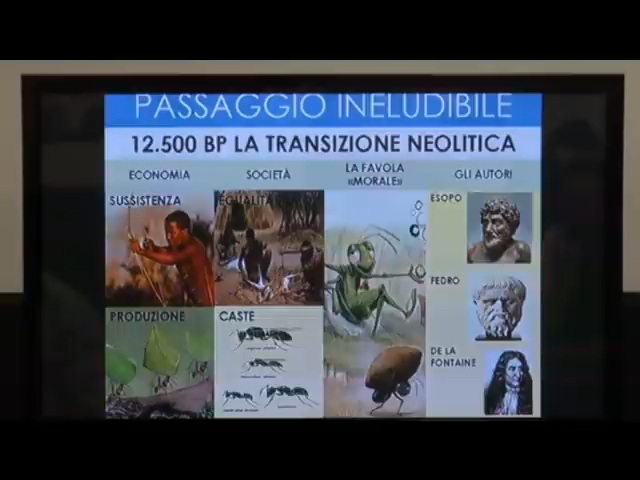 PASSAGGIO INELUDIBILE
12.500 BP LA TRANSIZIONE NEOLITICA
ECONOMIA
SOCIETÀ
LA FAVOLA
«MORALE»
GLI AUTORI
SUSSISTENZA
EGUALITÀ
ESOPO
FEDRO
PRODUZIONE
CASTE
DE LA
FONTAINE